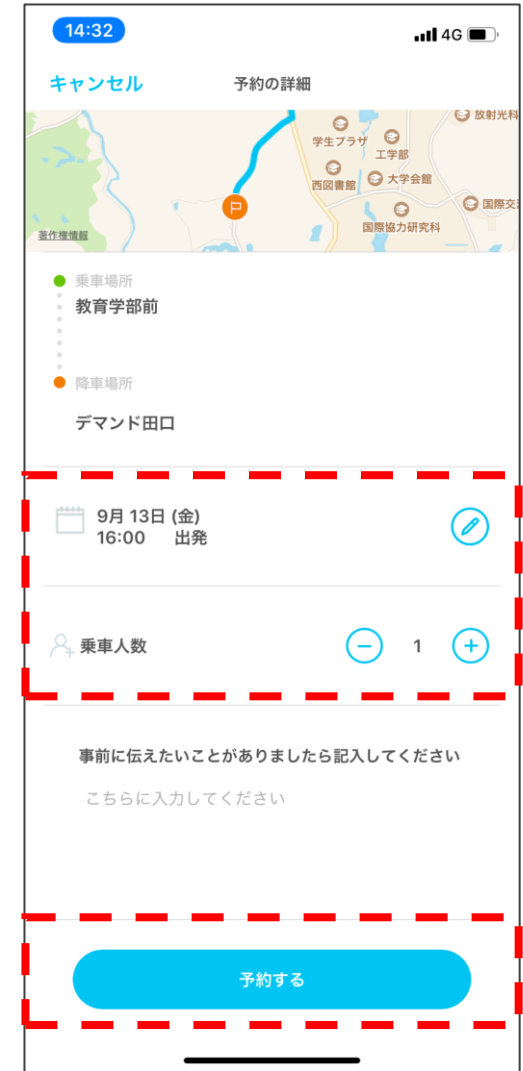 14:32
4G
キャンセル
予約の詳細
放射光科
学生プラザ
工学部
西図書館
大学会館
国際交
国際協力研究科
著作権情報
乗車場所
教育学部前
降車場所
デマンド田口
9月 13日 (金)
16:00 出発
乗車人数
1
事前に伝えたいことがありましたら記入してください
こちらに入力してください
予約する